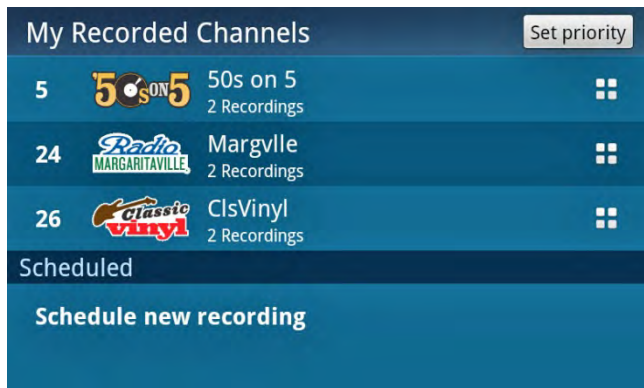 My Recorded Channels
Set priority
5
'50s ON 5
50s on 5
2 Recordings
24
Radio
MARGARITAVILLE
Margvlle
2 Recordings
26
Classic
vinyl
ClsVinyl
2 Recordings
Scheduled
Schedule new recording